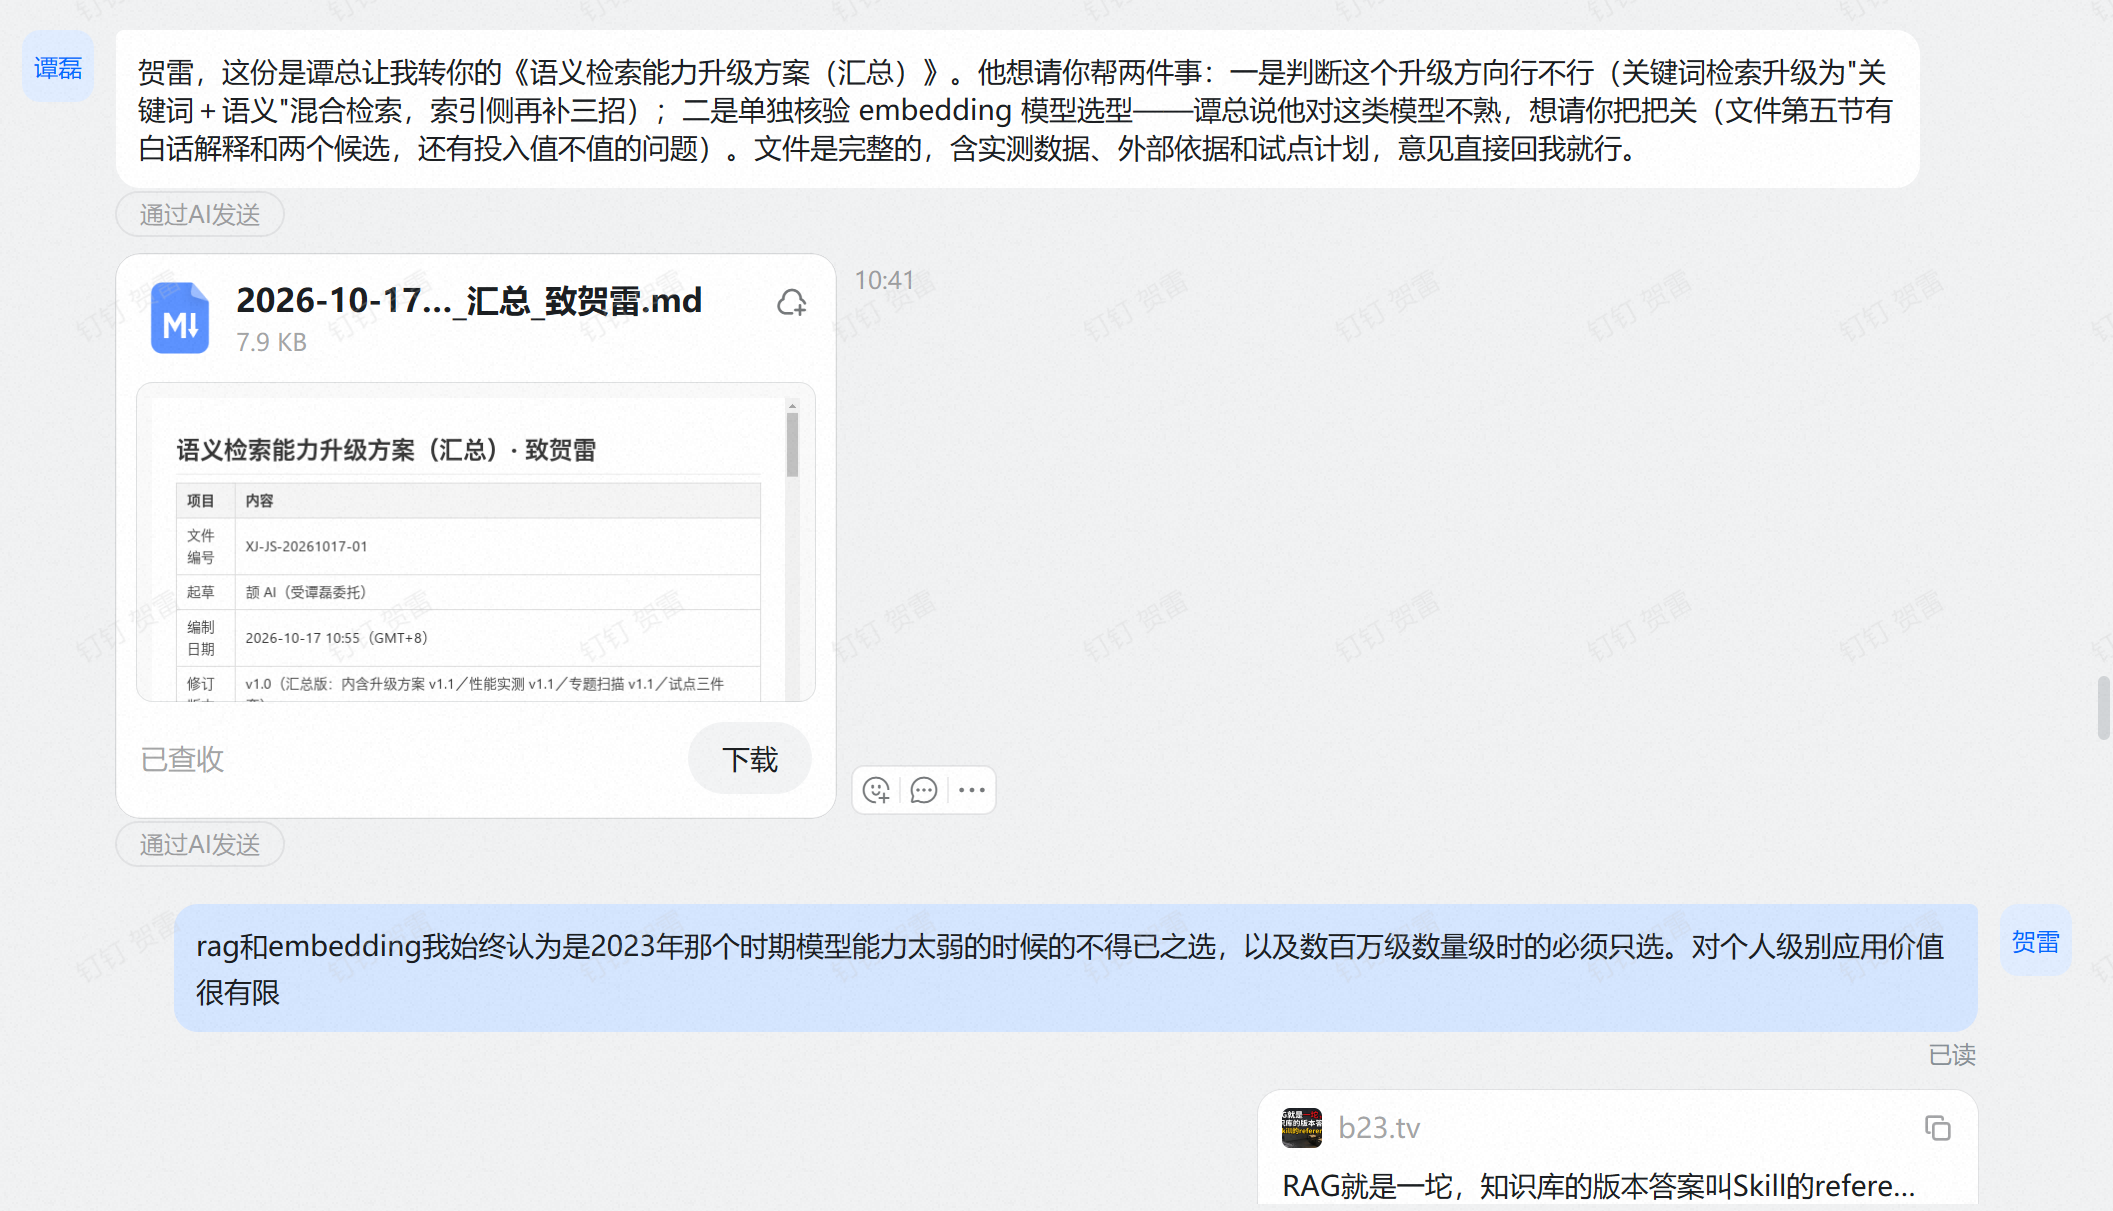 谭磊
贺雷，这份是谭总让我转你的《语义检索能力升级方案（汇总）》。他想请你帮两件事：一是判断这个升级方向行不行（关键词检索升级为"关
键词＋语义"混合检索，索引侧再补三招）；二是单独核验 embedding 模型选型——谭总说他对这类模型不熟，想请你把把关（文件第五节有
白话解释和两个候选，还有投入值不值的问题）。文件是完整的，含实测数据、外部依据和试点计划，意见直接回我就行。
通过AI发送
10:41
2026-10-17..._汇总_致贺雷.md
7.9 KB
语义检索能力升级方案（汇总）· 致贺雷
项目 内容
文件
编号
XJ-JS-20261017-01
起草 颉 AI（受谭磊委托）
编制
日期
2026-10-17 10:55（GMT+8）
修订
v1.0（汇总版：内含升级方案 v1.1／性能实测 v1.1／专题扫描 v1.1／试点三件
已查收
下载
通过AI发送
rag和embedding我始终认为是2023年那个时期模型能力太弱的时候的不得已之选，以及数百万级数量级时的必须只选。对个人级别应用价值
很有限
贺雷
已读
b23.tv
RAG就是一坨，知识库的版本答案叫Skill的refere...
钉钉 贺雷